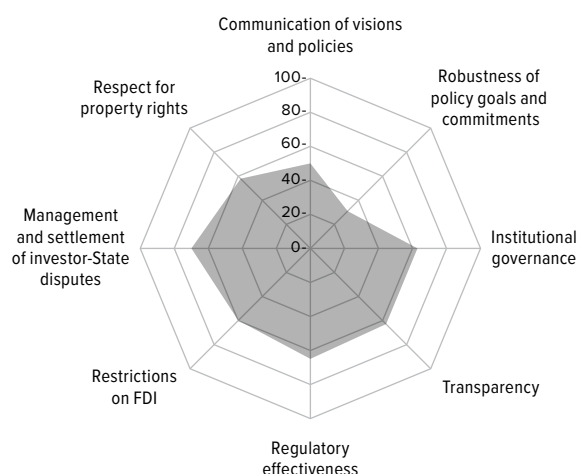 Communication of visions
and policies
Robustness of
policy goals and
commitments
Respect for
property rights
100-
80-
60-
40-
20-
0-
Management
and settlement
of investor-State
disputes
Institutional
governance
Restrictions
on FDI
Transparency
Regulatory
effectiveness